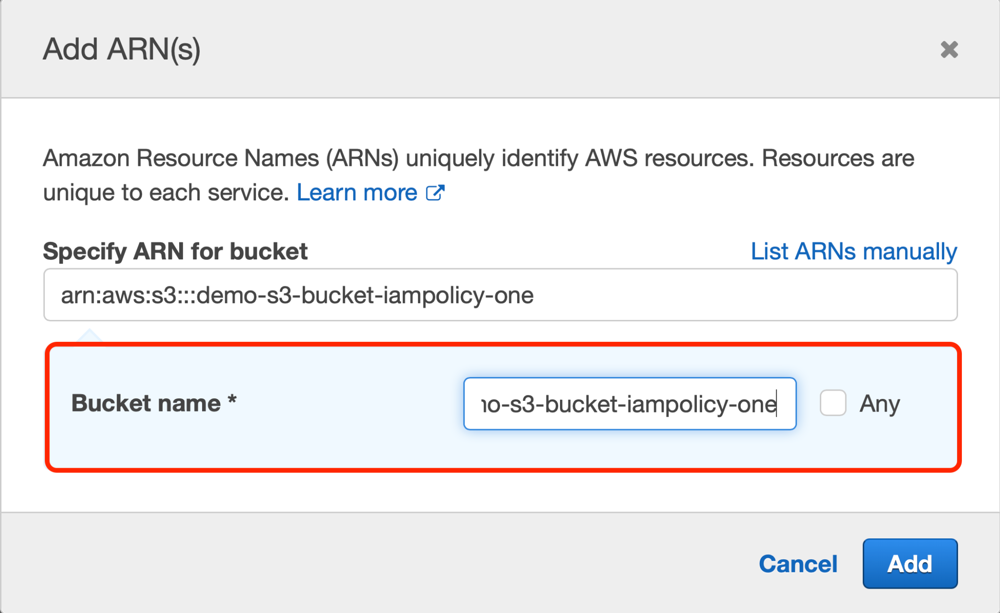 Add ARN(s)
Amazon Resource Names (ARNs) uniquely identify AWS resources. Resources are
unique to each service. Learn more
Specify ARN for bucket List ARNs manually
arn:aws:s3:::demo-s3-bucket-iampolicy-one
Bucket name * o-s3-bucket-iampolicy-one Any
Cancel Add